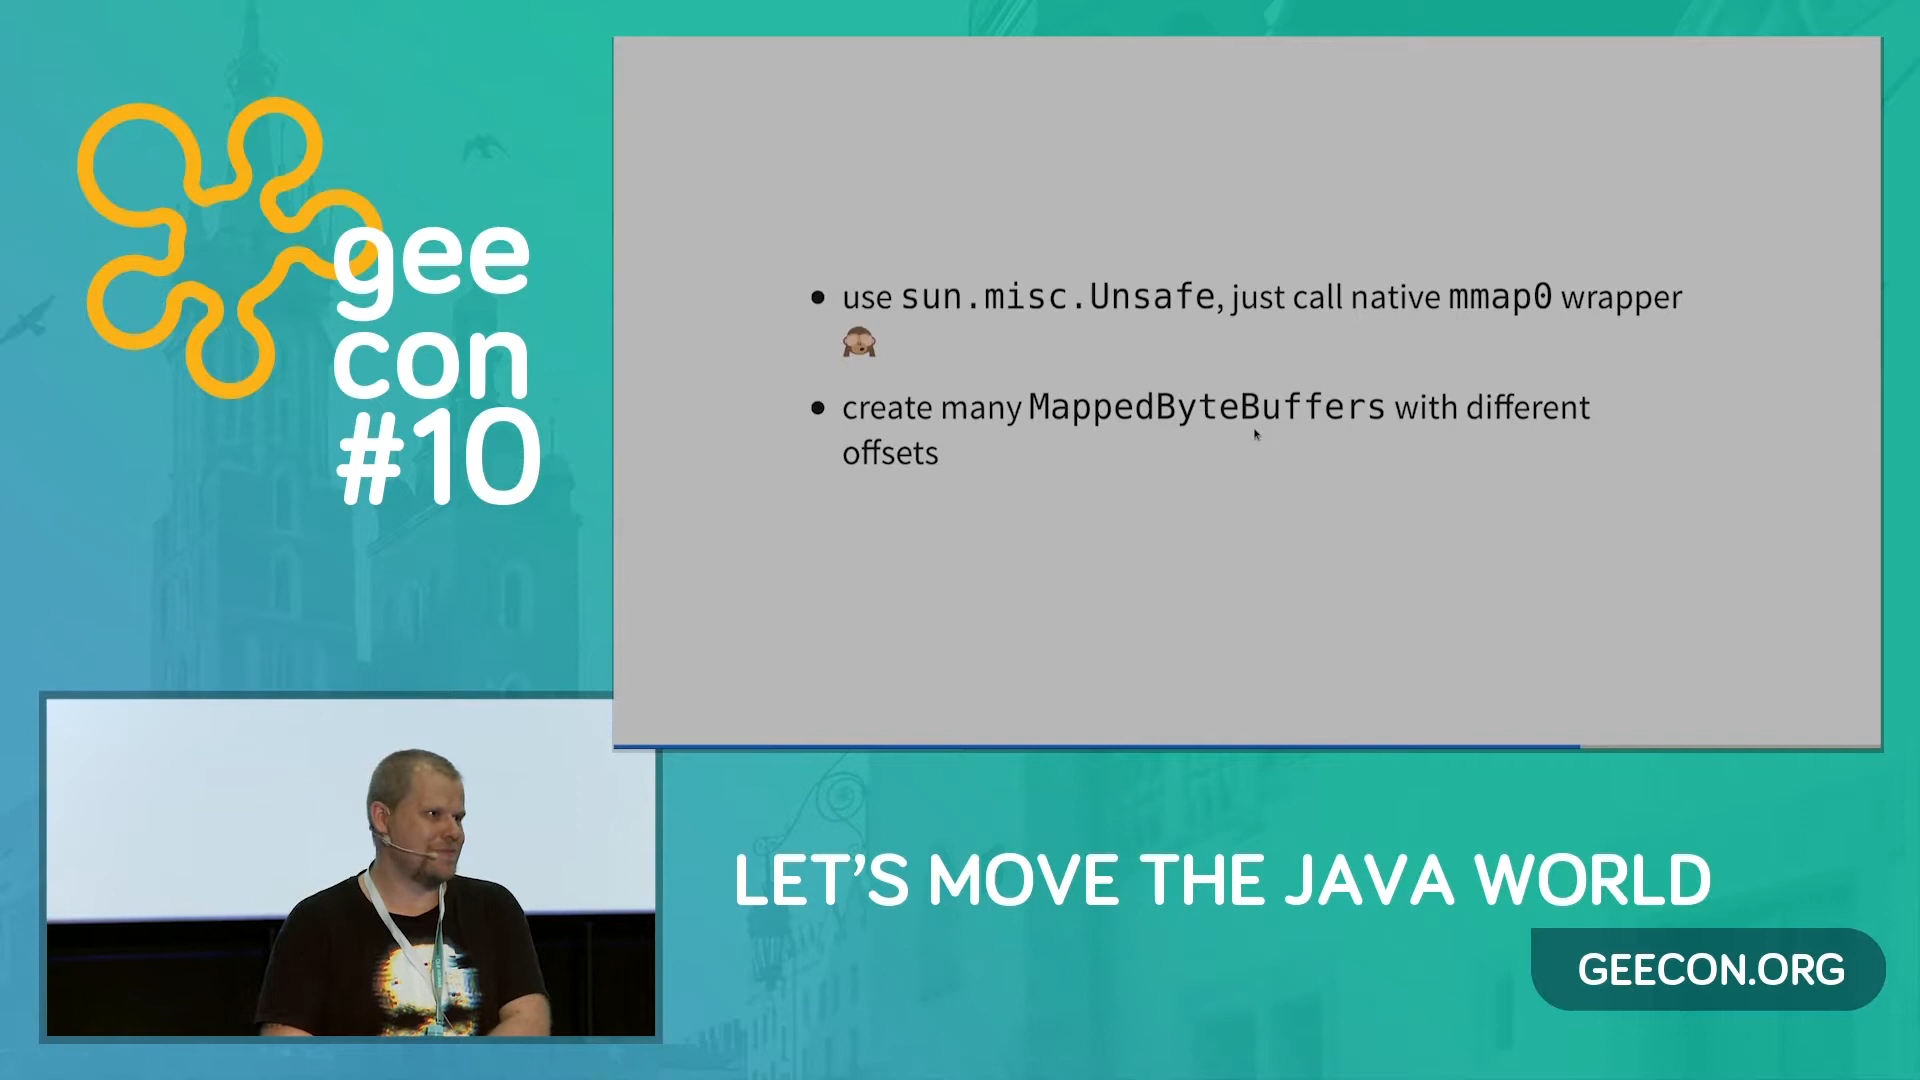 gee
con
#10
• use sun.misc.Unsafe, just call native mmap0 wrapper
🙈
• create many MappedByteBuffers with different
offsets
LET'S MOVE THE JAVA WORLD
GEECON.ORG